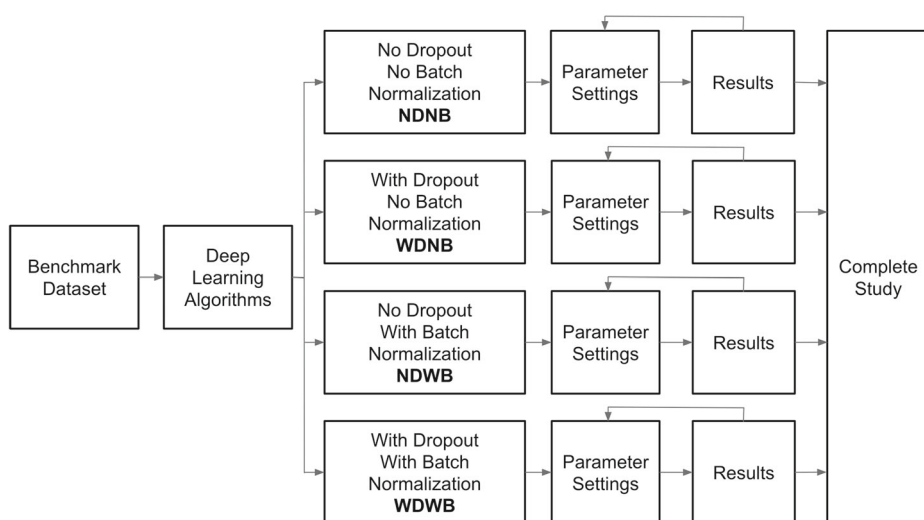 Benchmark
Dataset
Deep
Learning
Algorithms
No Dropout
No Batch
Normalization
NDNB
Parameter
Settings
Results
With Dropout
No Batch
Normalization
WDNB
Parameter
Settings
Results
No Dropout
With Batch
Normalization
NDWB
Parameter
Settings
Results
With Dropout
With Batch
Normalization
WDWB
Parameter
Settings
Results
Complete
Study